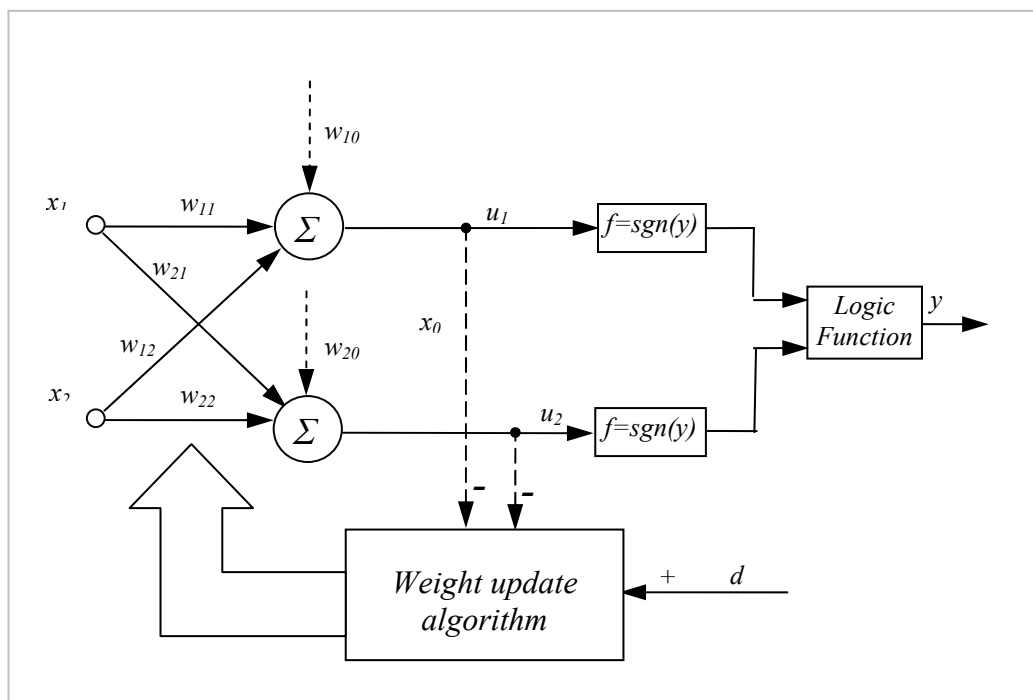 w10
x1
w11
Σ
u1
f=sgn(y)
w21
x0
Logic
Function
y
w12
w20
x2
w22
Σ
u2
f=sgn(y)
-
-
Weight update
algorithm
+ d